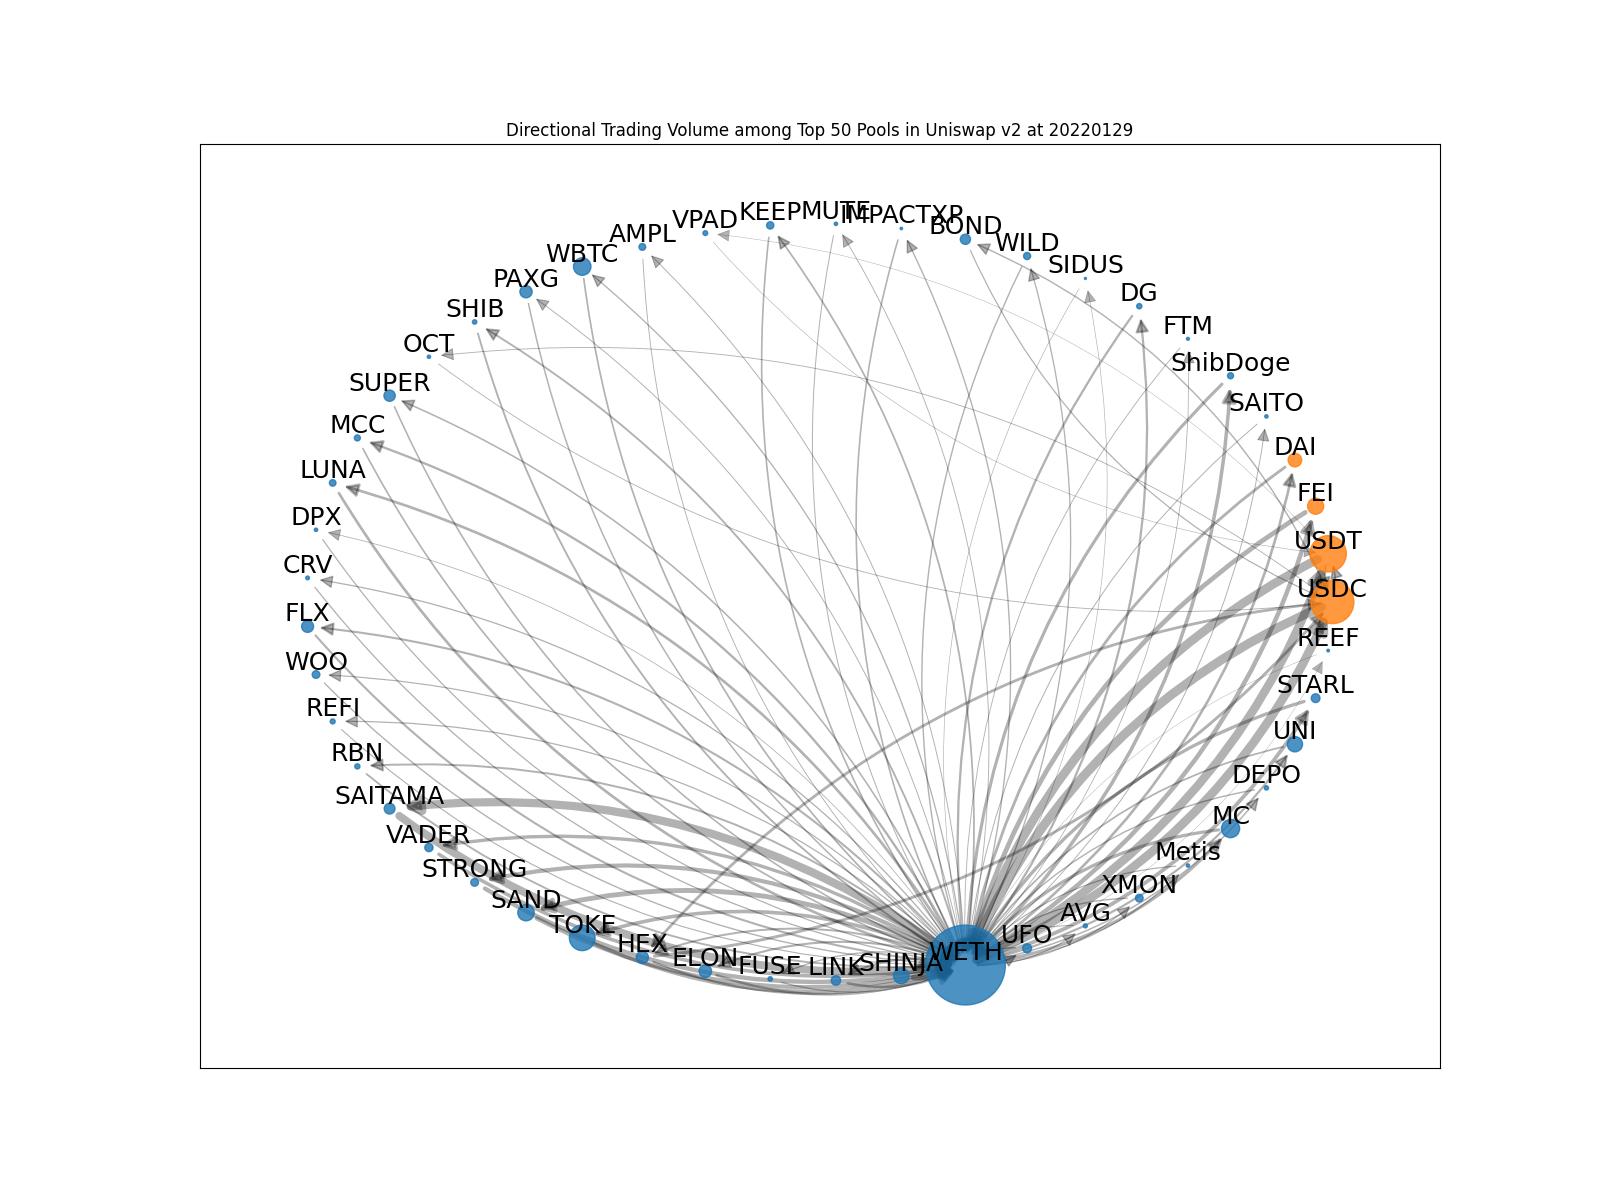 Directional Trading Volume among Top 50 Pools in Uniswap v2 at 20220129
KEEP
MUTE
IMPACTXP
VPAD
BOND
AMPL
WILD
WBTC
SIDUS
PAXG
DG
SHIB
FTM
OCT
ShibDoge
SUPER
SAITO
MCC
DAI
LUNA
FEI
DPX
USDT
CRV
USDC
FLX
REEF
WOO
STARL
REFI
UNI
RBN
DEPO
SAITAMA
MC
VADER
Metis
STRONG
XMON
SAND
AVG
TOKE
UFO
HEX
WETH
ELON
FUSE
LINK
SHINJA